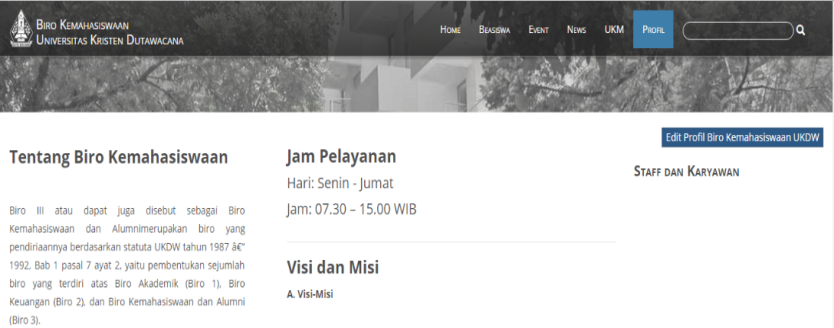 Biro Kemahasiswaan
Universitas Kristen Dutawacana
Home Beasiswa Event News UKM Profil
Edit Profil Biro Kemahasiswaan UKDW
Tentang Biro Kemahasiswaan
Biro III atau dapat juga disebut sebagai Biro
Kemahasiswaan dan Alumnimerupakan biro yang
pendiriaannya berdasarkan statuta UKDW tahun 1987 â€“
1992, Bab 1 pasal 7 ayat 2, yaitu pembentukan sejumlah
biro yang terdiri atas Biro Akademik (Biro 1), Biro
Keuangan (Biro 2), dan Biro Kemahasiswaan dan Alumni
(Biro 3).
Jam Pelayanan
Hari: Senin - Jumat
Jam: 07.30 – 15.00 WIB
Visi dan Misi
A. Visi-Misi
Staff dan Karyawan